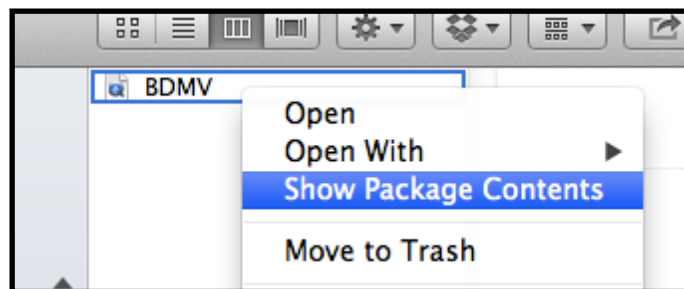 BDMV
Open
Open With
Show Package Contents
Move to Trash